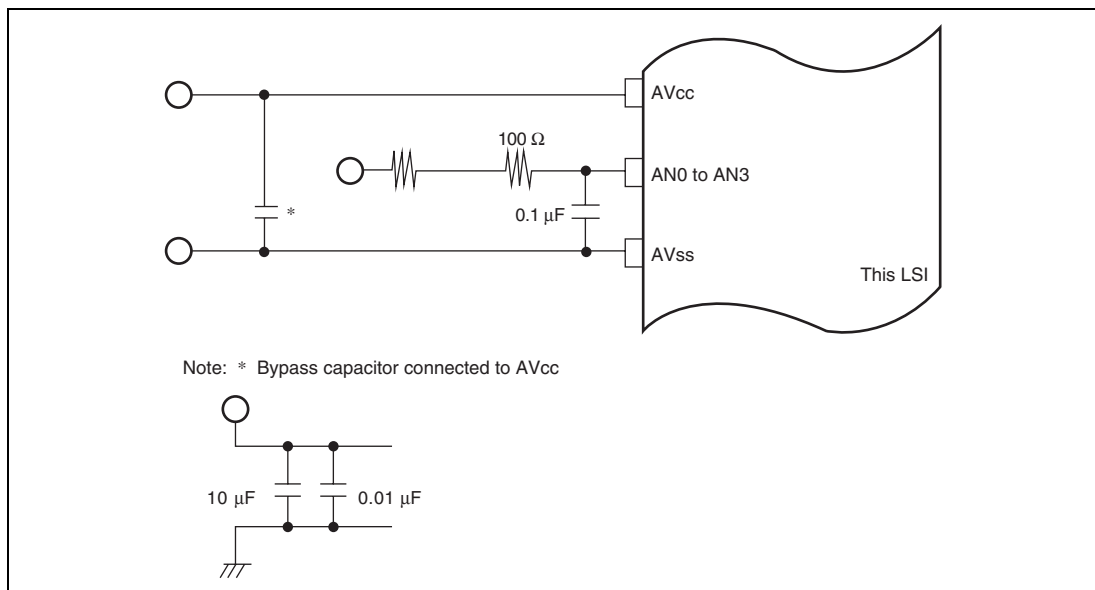 AVcc
100 Ω
AN0 to AN3
0.1 μF
*
AVss
This LSI
Note: * Bypass capacitor connected to AVcc
10 μF
0.01 μF